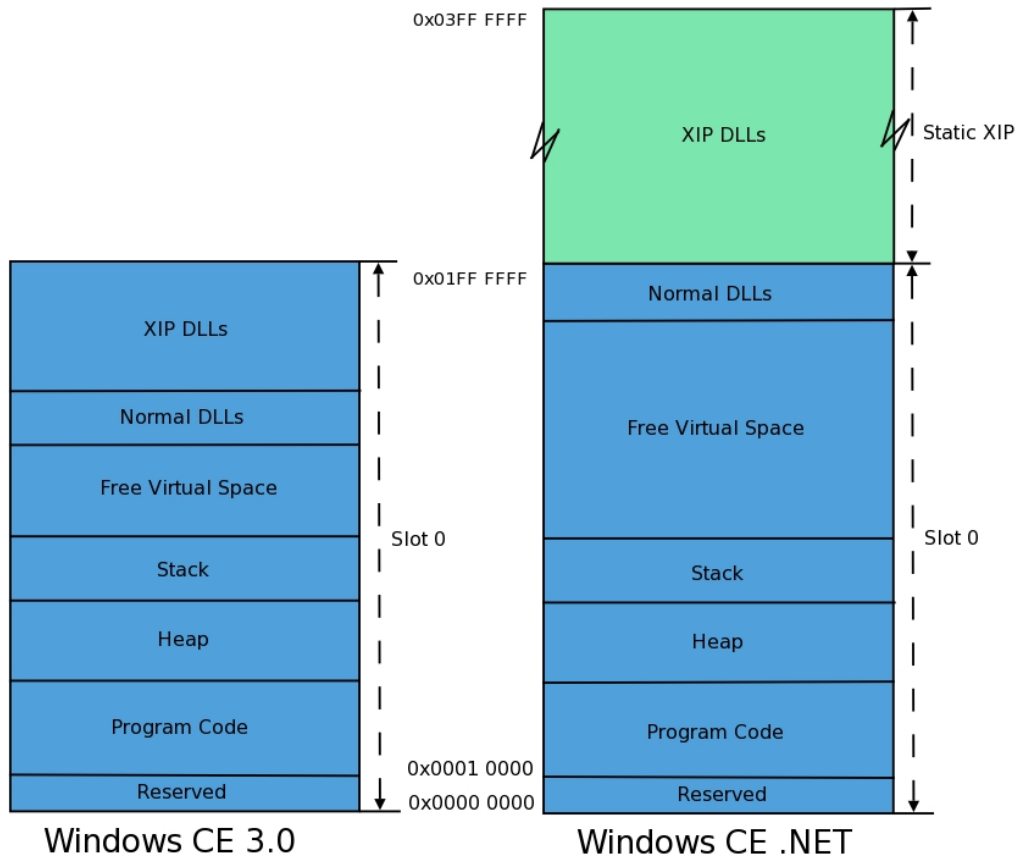 0x03FF FFFF
XIP DLLs
Static XIP
0x01FF FFFF
XIP DLLs
Normal DLLs
Free Virtual Space
Slot 0
Stack
Heap
Program Code
Reserved
Normal DLLs
Free Virtual Space
Slot 0
Stack
Heap
Program Code
0x0001 0000
Reserved
0x0000 0000
Windows CE 3.0
Windows CE .NET